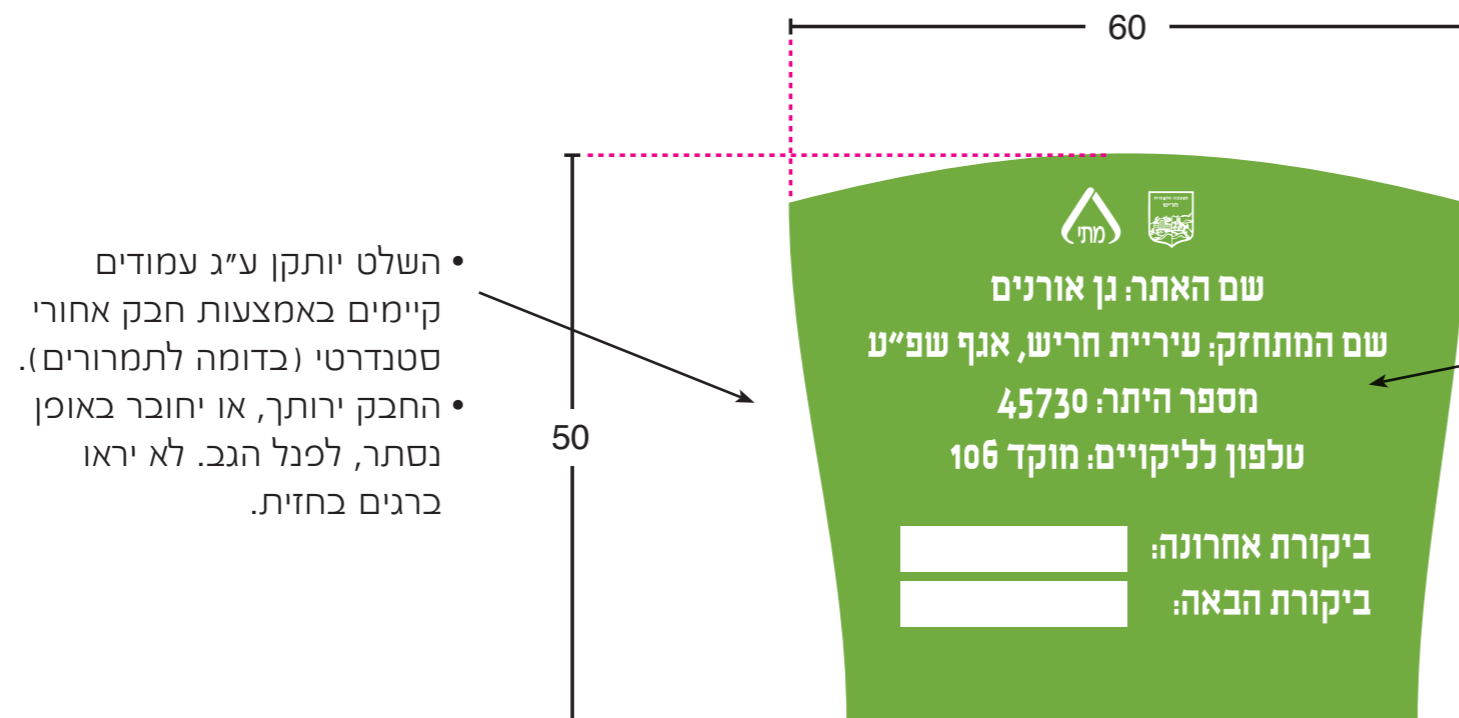 60
מתי
חריש
שם האתר: גן אורנים
שם המתחזק: עיריית חריש, אגף שפ״ע
מספר היתר: 45730
טלפון לליקויים: מוקד 106
ביקורת אחרונה:
ביקורת הבאה:
50
• השלט יותקן ע״ג עמודים
קיימים באמצעות חבק אחורי
סטנדרטי (בדומה לתמרורים).
• החבק ירותך, או יחובר באופן
נסתר, לפנל הגב. לא יראו
ברגים בחזית.